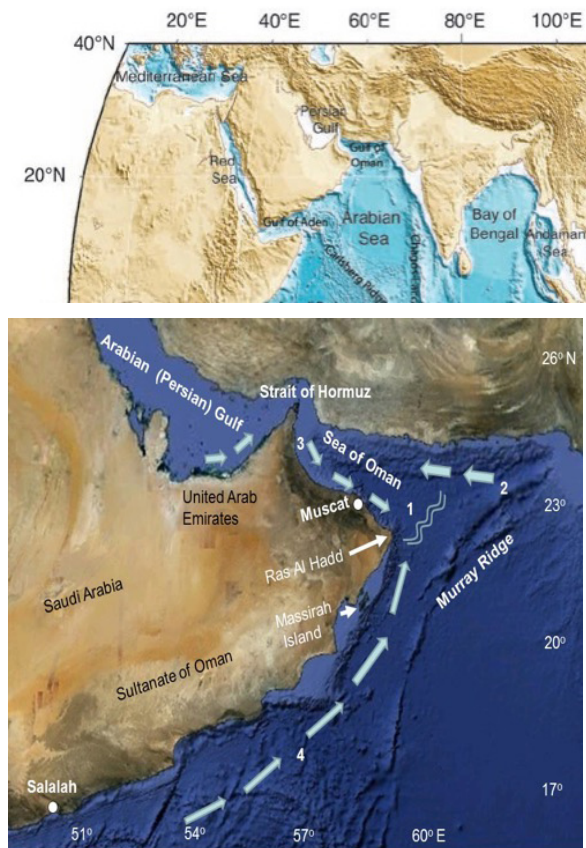 20°E 40°E 60°E 80°E 100°E
40°N
Mediterranean Sea
Persian
Gulf
Gulf of
Oman
Red
Sea
20°N
Gulf of Aden
Arabian
Sea
Bay of
Bengal
Andaman
Sea
Carlsberg Ridge
Arabian (Persian) Gulf
26° N
Strait of Hormuz
3
Sea of Oman
2
United Arab
Emirates
Muscat
1
23°
Ras Al Hadd
Murray Ridge
Saudi Arabia
Massirah
Island
20°
Sultanate of Oman
4
Salalah
17°
51° 54° 57° 60° E